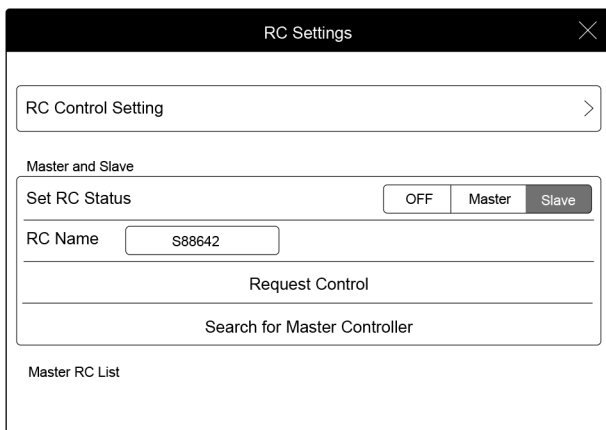 RC Settings
RC Control Setting
Master and Slave
Set RC Status OFF Master Slave
RC Name S88642
Request Control
Search for Master Controller
Master RC List